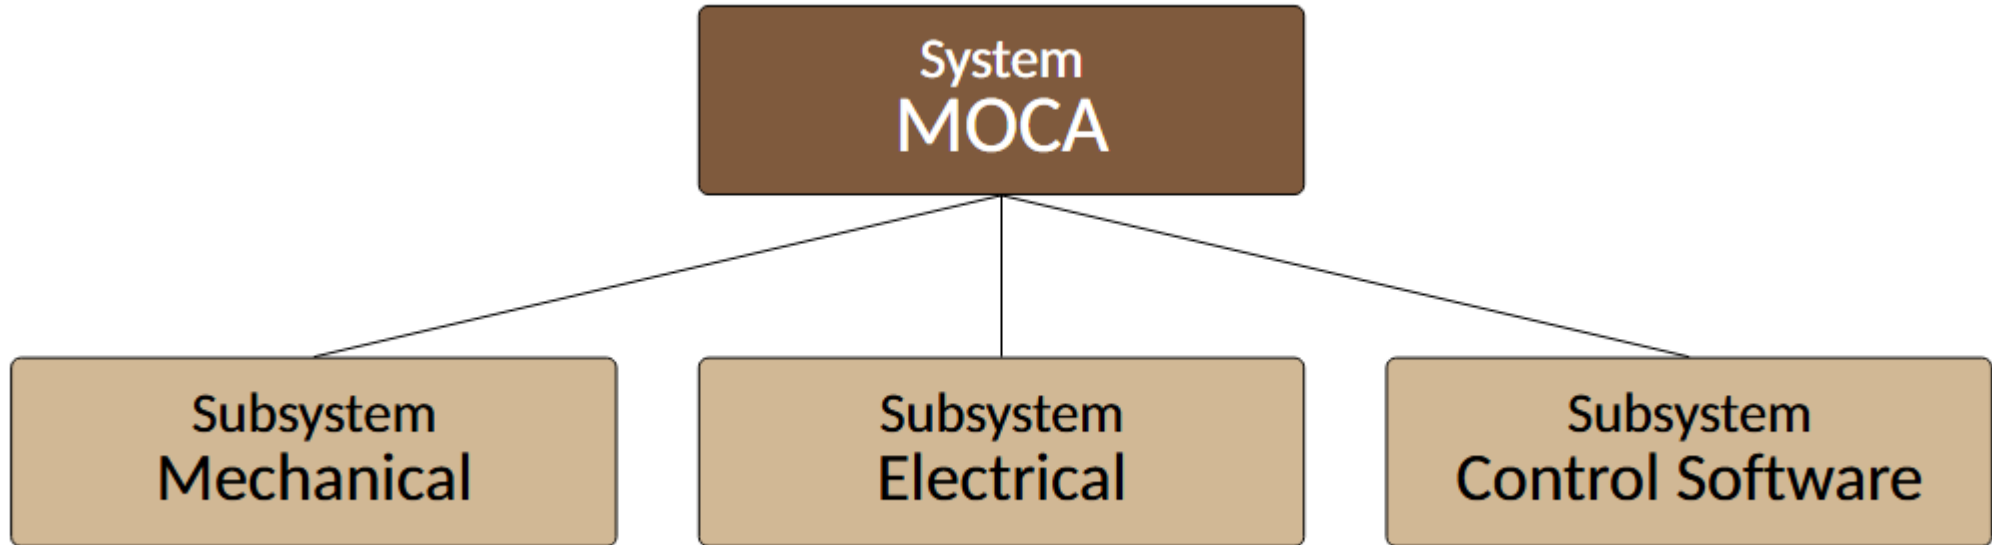 System
MOCA
Subsystem
Mechanical
Subsystem
Electrical
Subsystem
Control Software